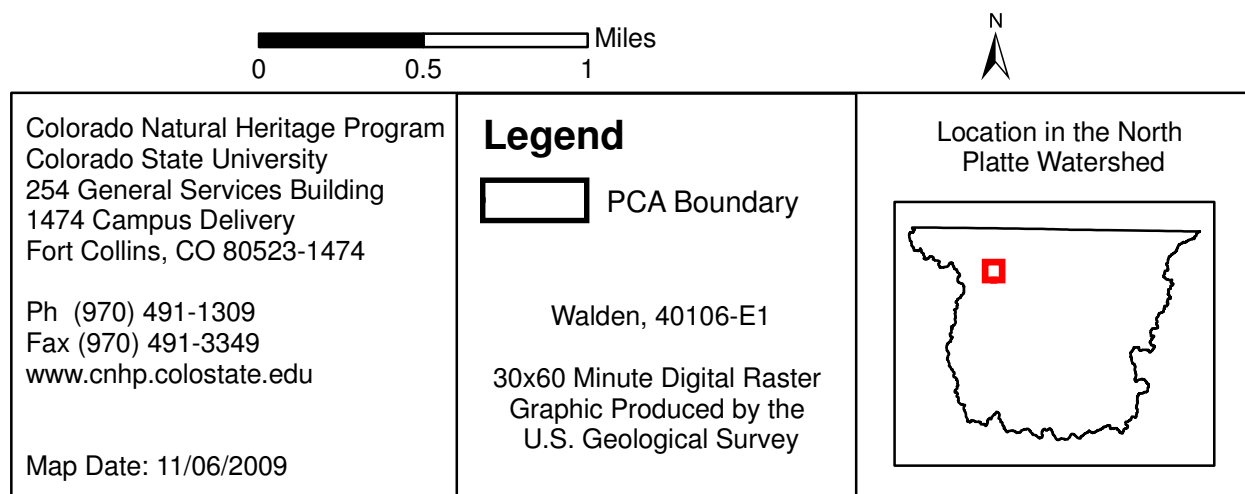 Miles
0 0.5 1
N
Colorado Natural Heritage Program
Colorado State University
254 General Services Building
1474 Campus Delivery
Fort Collins, CO 80523-1474
Ph (970) 491-1309
Fax (970) 491-3349
www.cnhp.colostate.edu
Map Date: 11/06/2009
Legend
PCA Boundary
Walden, 40106-E1
30x60 Minute Digital Raster
Graphic Produced by the
U.S. Geological Survey
Location in the North
Platte Watershed